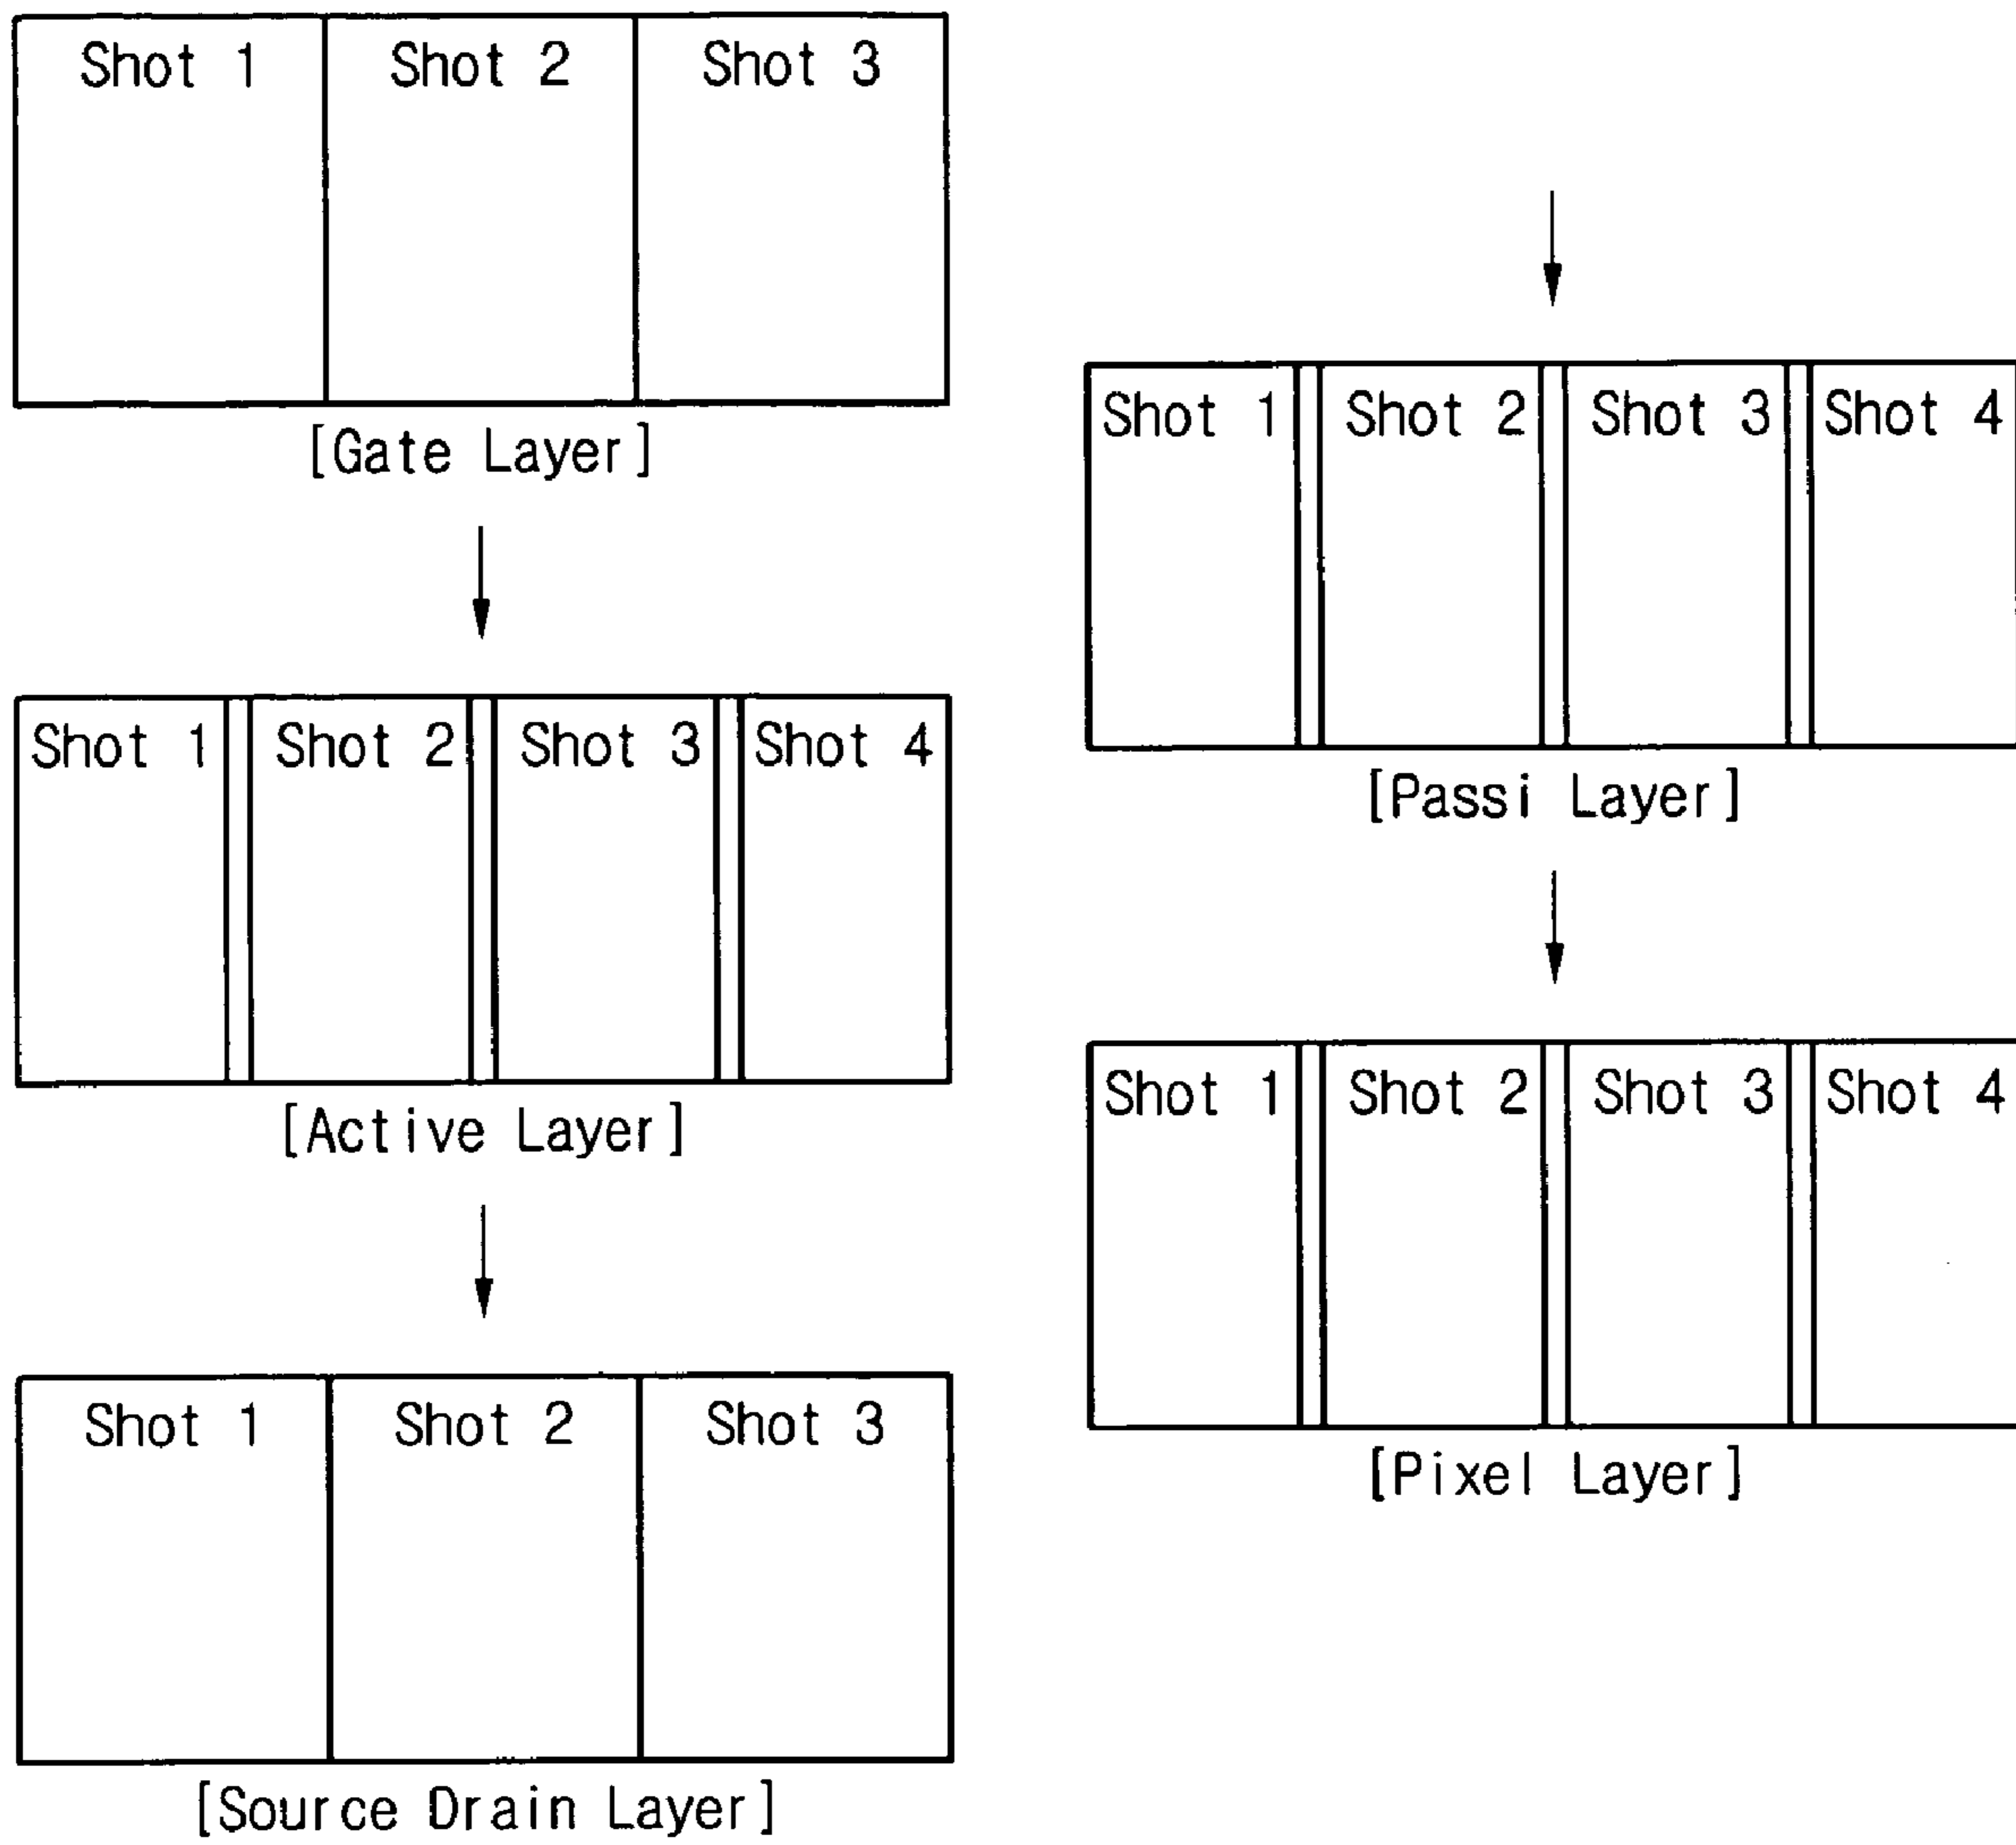 Shot 1 Shot 2 Shot 3
[Gate Layer]
Shot 1 Shot 2 Shot 3 Shot 4
[Active Layer]
Shot 1 Shot 2 Shot 3
[Source Drain Layer]
Shot 1 Shot 2 Shot 3 Shot 4
[Passi Layer]
Shot 1 Shot 2 Shot 3 Shot 4
[Pixel Layer]